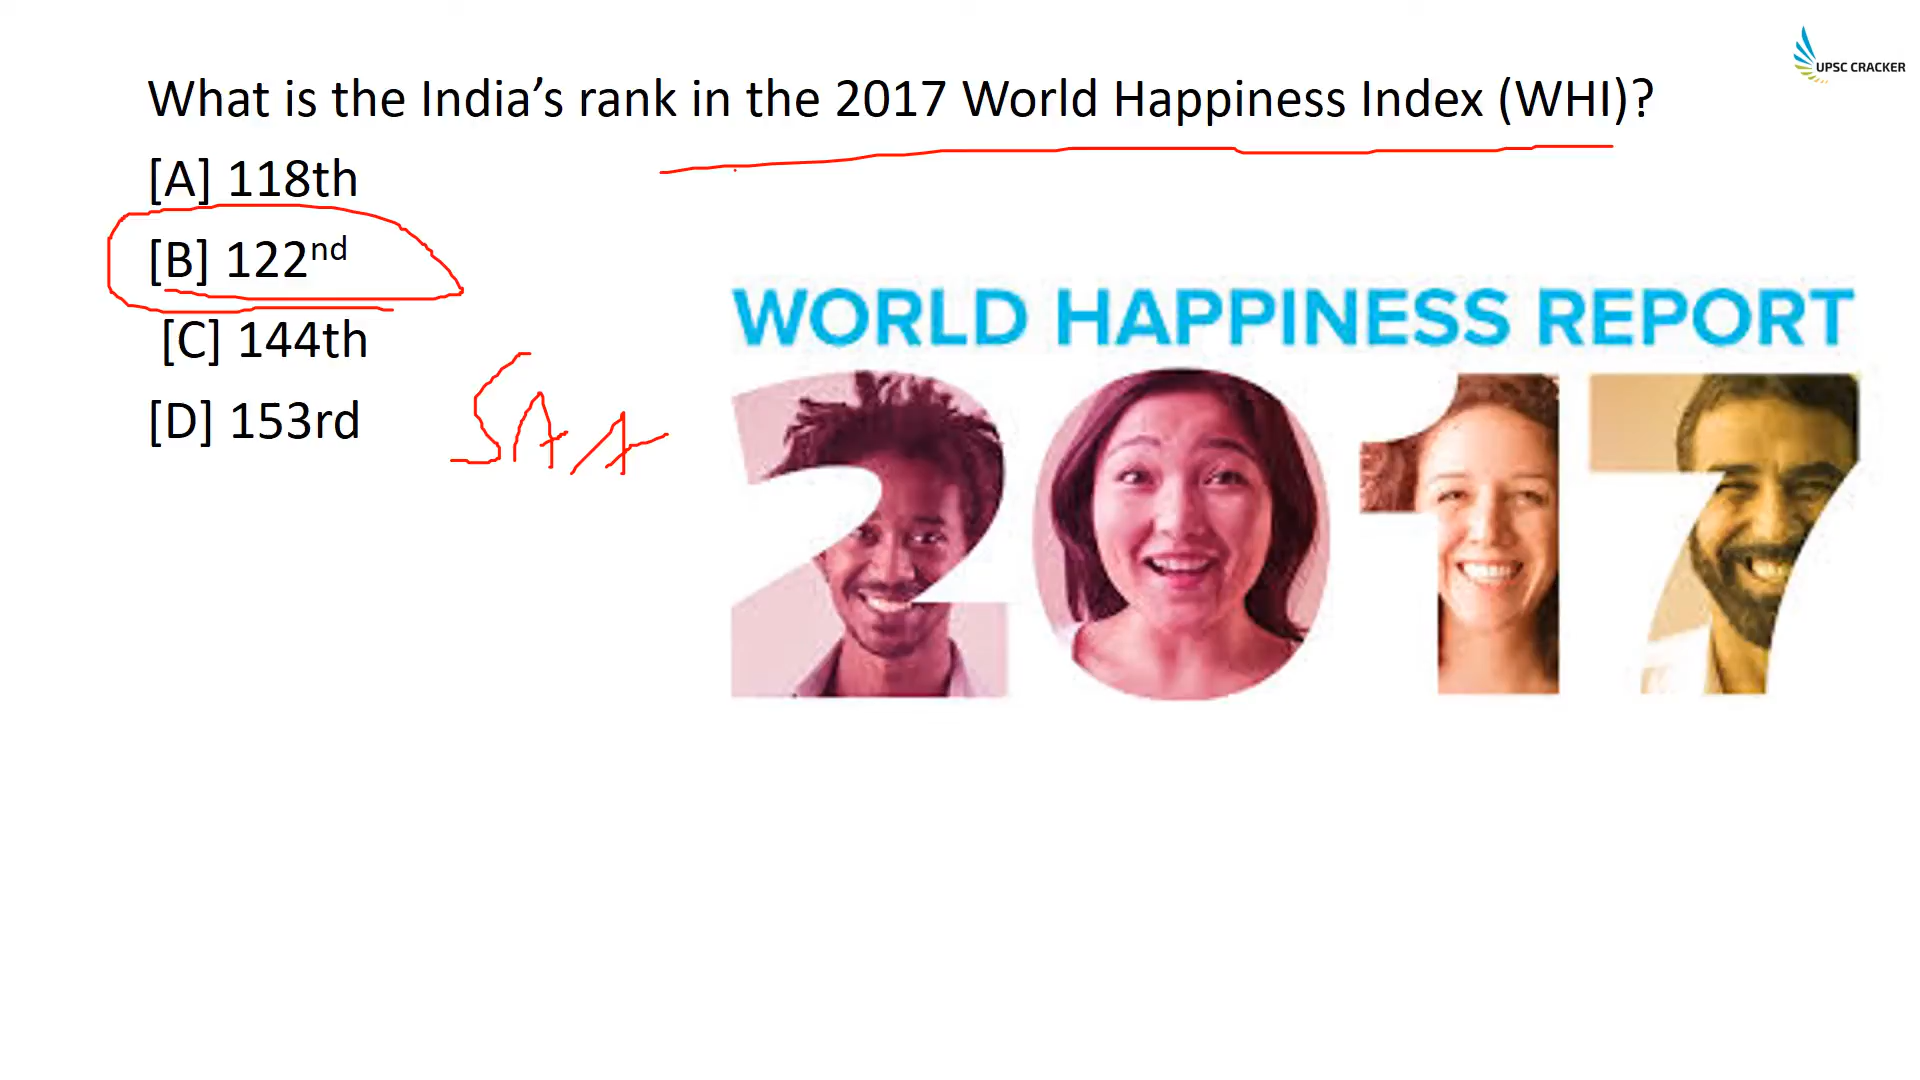 UPSC CRACKER
What is the India’s rank in the 2017 World Happiness Index (WHI)?
[A] 118th
[B] 122nd
[C] 144th
[D] 153rd
WORLD HAPPINESS REPORT
2017